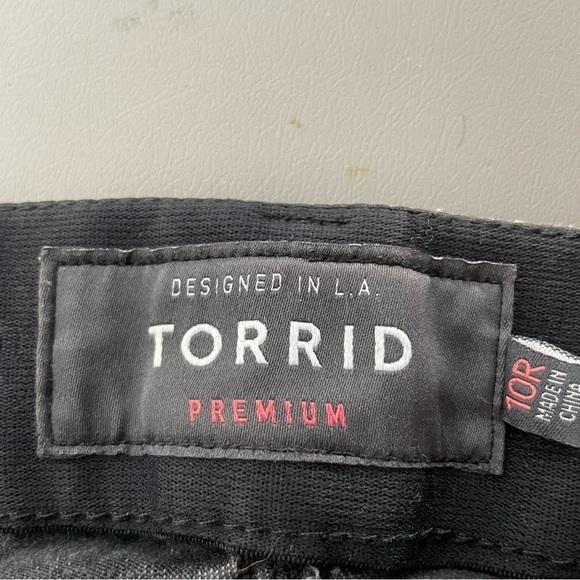 DESIGNED IN L.A.
TORRID
PREMIUM
10R
MADE IN
CHINA